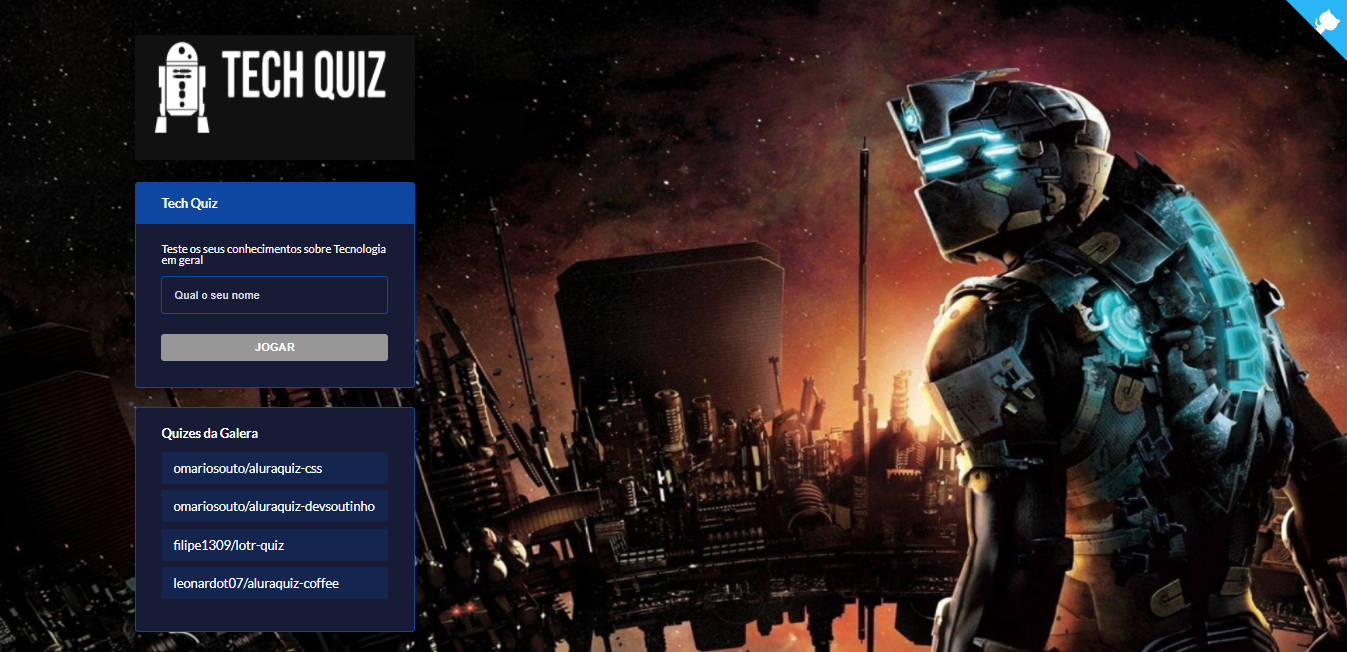 TECH QUIZ
Tech Quiz
Teste os seus conhecimentos sobre Tecnologia
em geral
Qual o seu nome
JOGAR
Quizes da Galera
omariosouto/aluraquiz-css
omariosouto/aluraquiz-devsoutinho
filipe1309/lotr-quiz
leonardot07/aluraquiz-coffee